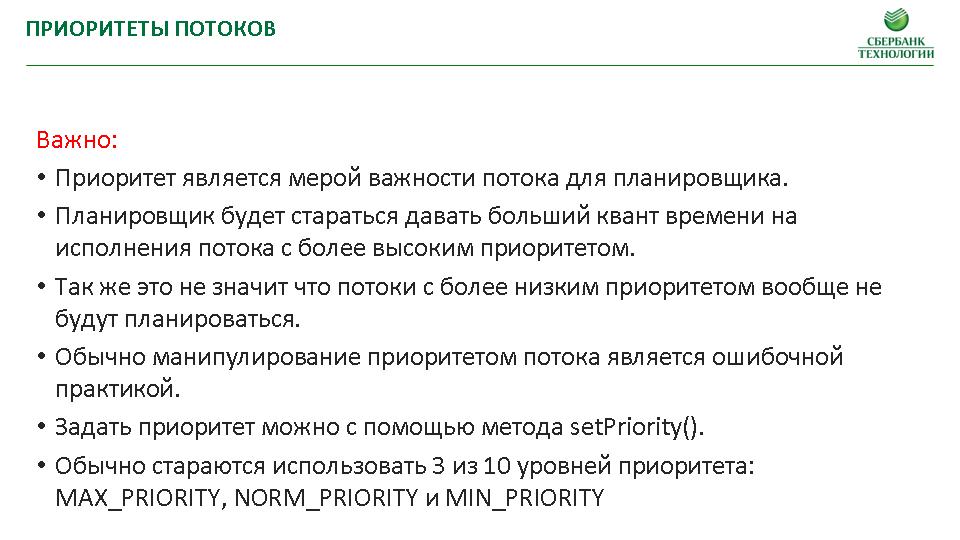 ПРИОРИТЕТЫ ПОТОКОВ
СБЕРБАНК
ТЕХНОЛОГИИ
Важно:
• Приоритет является мерой важности потока для планировщика.
• Планировщик будет стараться давать больший квант времени на
исполнения потока с более высоким приоритетом.
• Так же это не значит что потоки с более низким приоритетом вообще не
будут планироваться.
• Обычно манипулирование приоритетом потока является ошибочной
практикой.
• Задать приоритет можно с помощью метода setPriority().
• Обычно стараются использовать 3 из 10 уровней приоритета:
MAX_PRIORITY, NORM_PRIORITY и MIN_PRIORITY